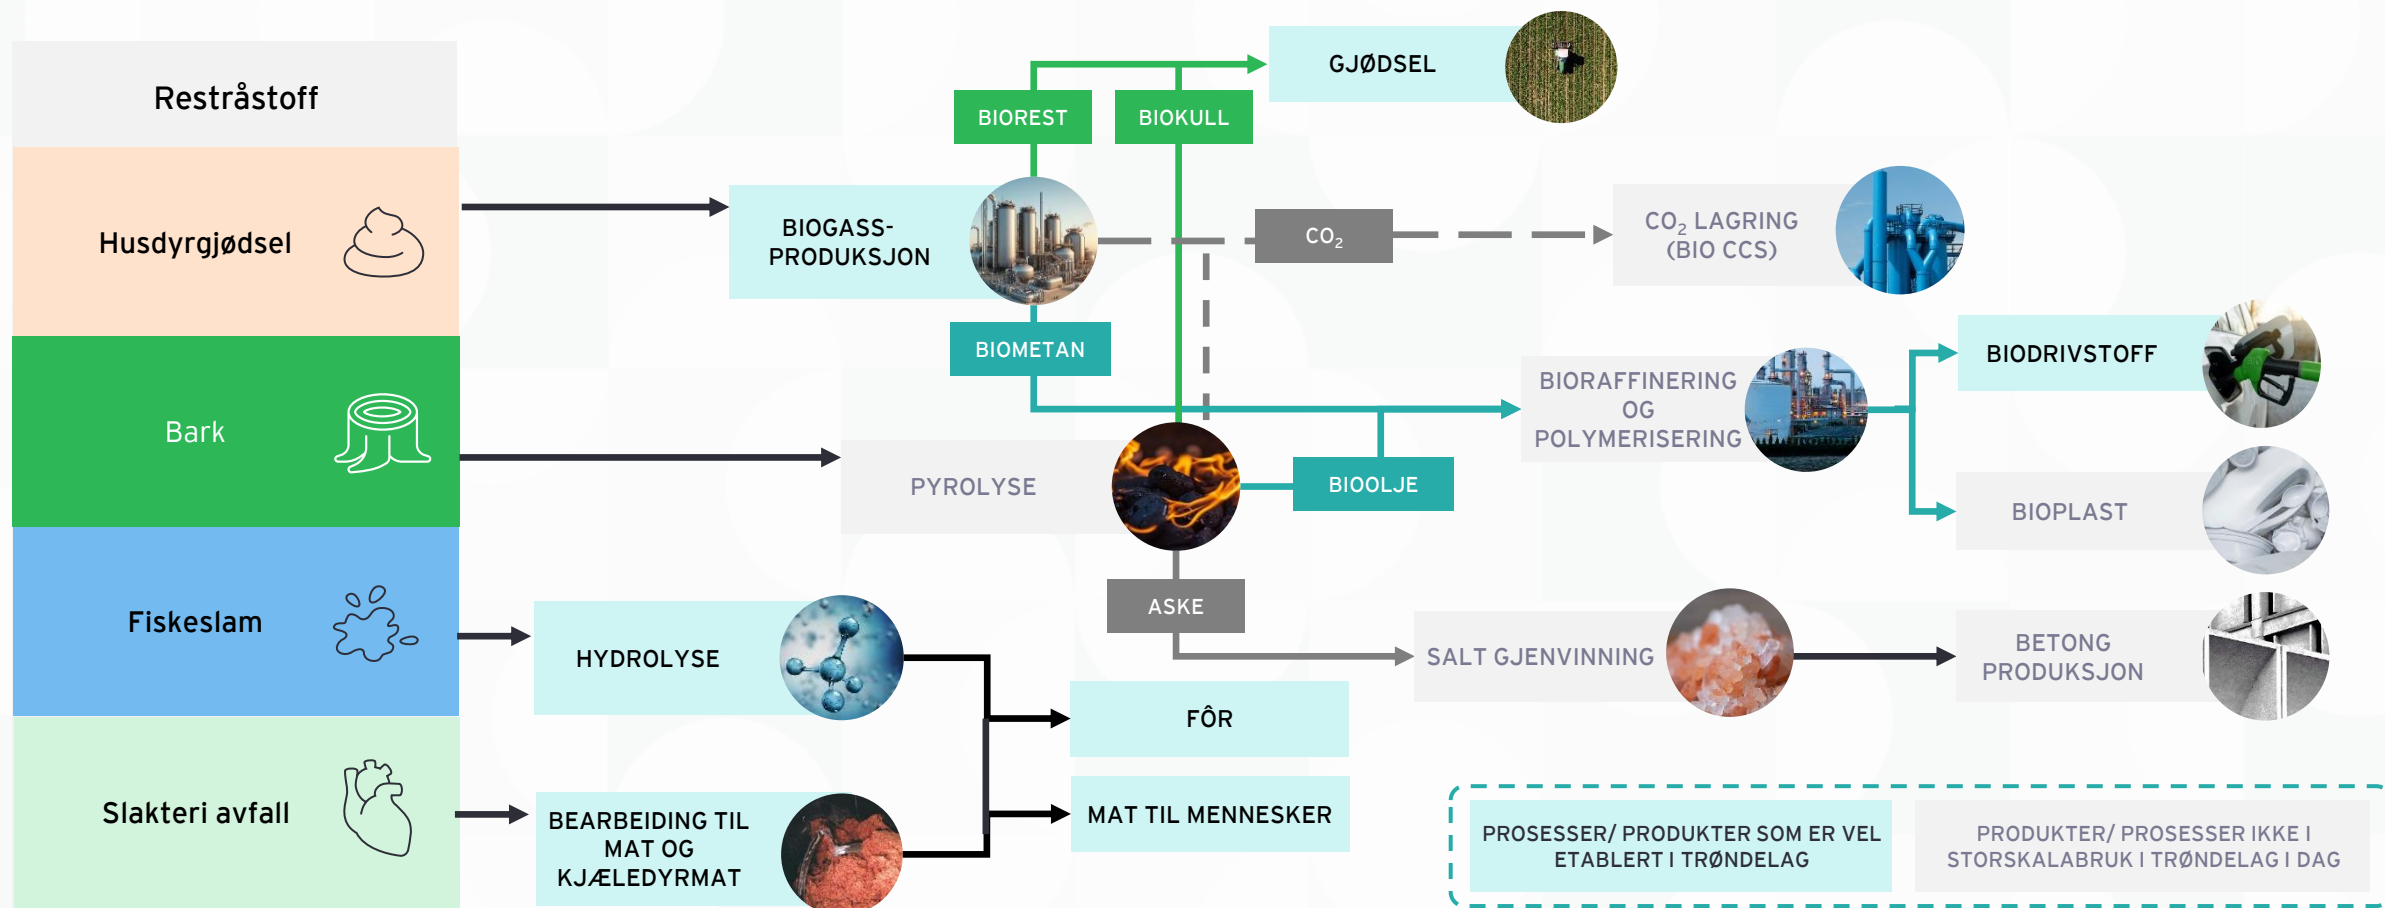 Restråstoff
Husdyrgjødsel
Bark
Fiskeslam
Slakteri avfall
BIOREST
BIOKULL
GJØDSEL
BIOGASS-
PRODUKSJON
CO₂
CO₂ LAGRING
(BIO CCS)
BIOMETAN
BIORAFFINERING
OG
POLYMERISERING
BIODRIVSTOFF
PYROLYSE
BIOOLJE
BIOPLAST
ASKE
HYDROLYSE
SALT GJENVINNING
BETONG
PRODUKSJON
FÔR
BEARBEIDING TIL
MAT OG
KJÆLEDYRMAT
MAT TIL MENNESKER
PROSESSER/ PRODUKTER SOM ER VEL
ETABLERT I TRØNDELAG
PRODUKTER/ PROSESSER IKKE I
STORSKALABRUK I TRØNDELAG I DAG